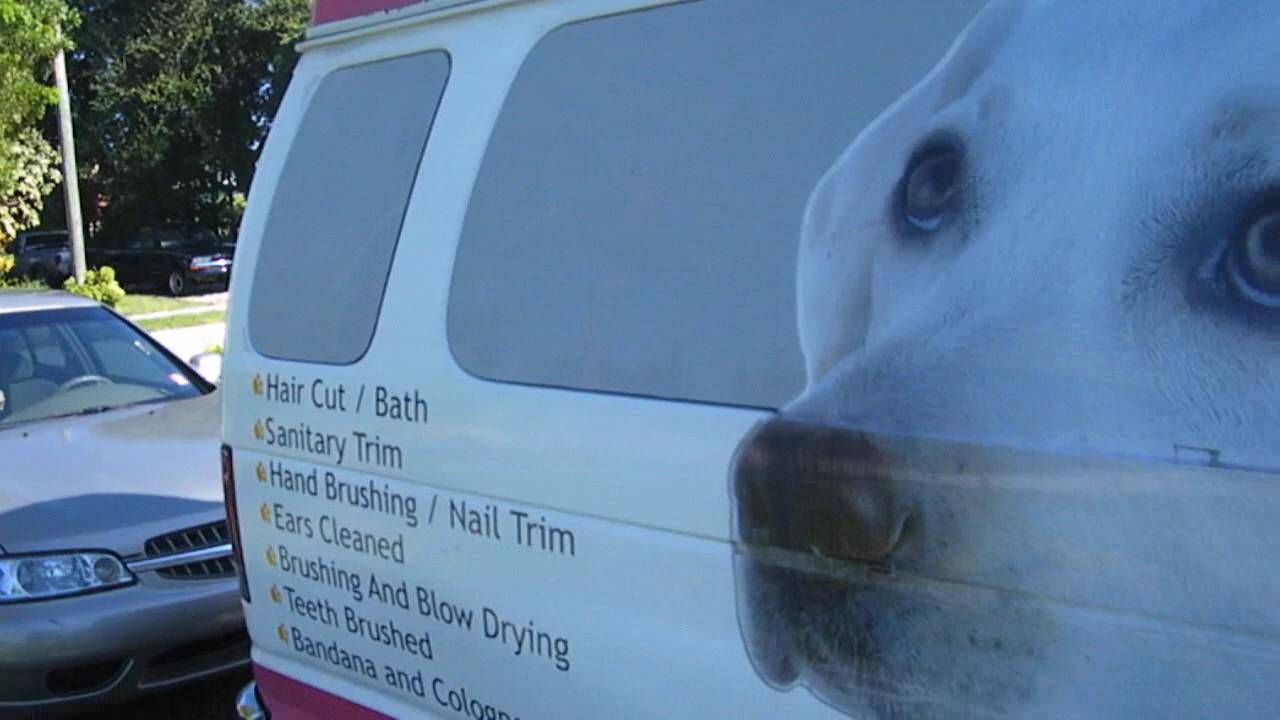 Hair Cut / Bath
Sanitary Trim
Hand Brushing / Nail Trim
Ears Cleaned
Brushing And Blow Drying
Teeth Brushed
Bandana and